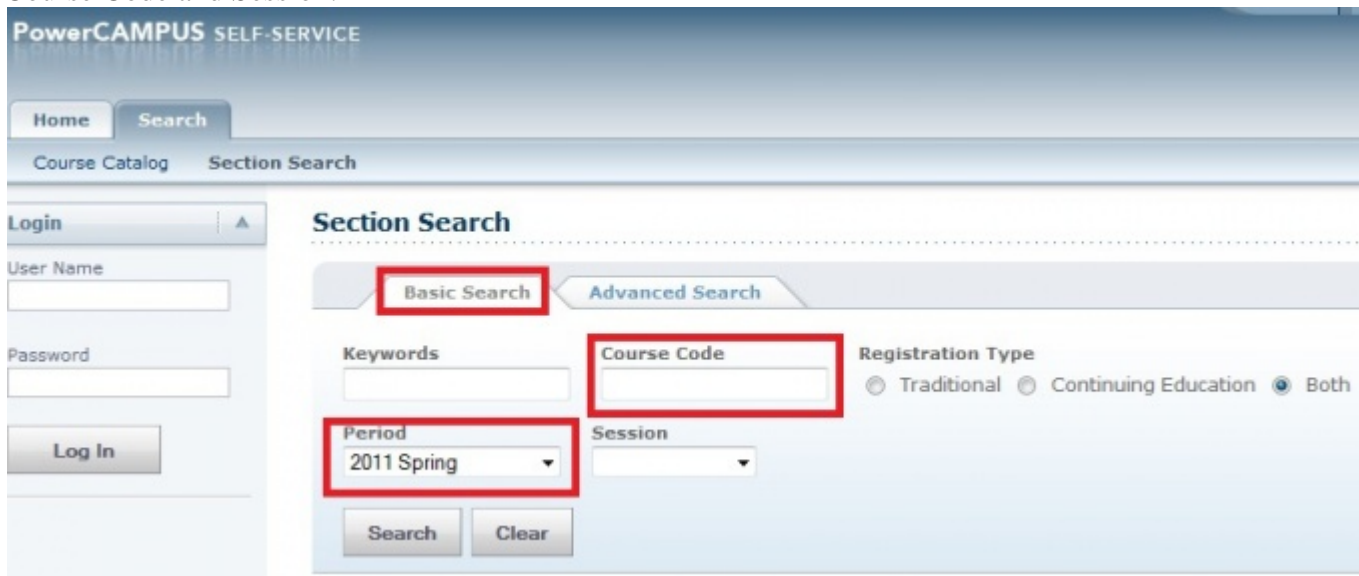 PowerCAMPUS SELF-SERVICE
Home Search
Course Catalog Section Search
Login
User Name
Password
Log In
Section Search
Basic Search Advanced Search
Keywords Course Code Registration Type
Traditional Continuing Education Both
Period Session
2011 Spring
Search Clear